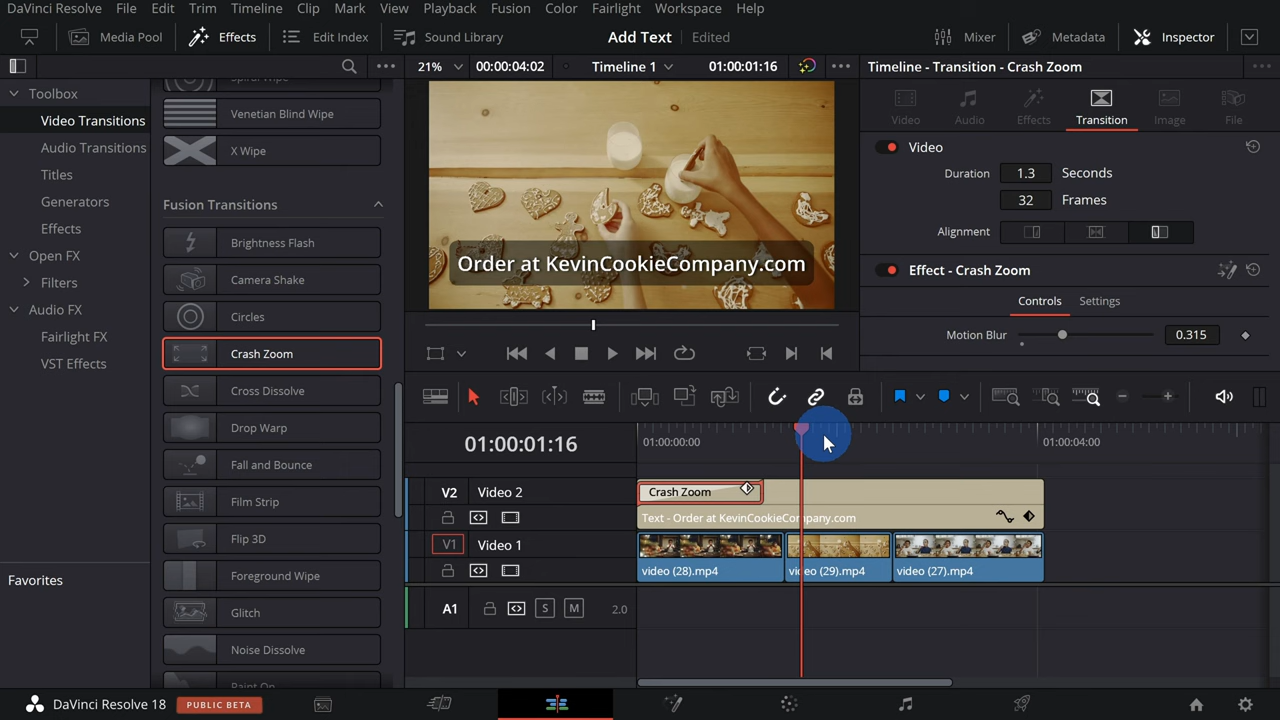 DaVinci Resolve File Edit Trim Timeline Clip Mark View Playback Fusion Color Fairlight Workspace Help
Media Pool Effects Edit Index Sound Library Add Text Edited Mixer Metadata Inspector
21% 00:00:04:02 Timeline 1 01:00:01:16 Timeline - Transition - Crash Zoom
Toolbox
Video Transitions
Audio Transitions
Titles
Generators
Effects
Open FX
Filters
Audio FX
Fairlight FX
VST Effects
Favorites
Spiral Wipe
Venetian Blind Wipe
X Wipe
Fusion Transitions
Brightness Flash
Camera Shake
Circles
Crash Zoom
Cross Dissolve
Drop Warp
Fall and Bounce
Film Strip
Flip 3D
Foreground Wipe
Glitch
Noise Dissolve
Paint On
Order at KevinCookieCompany.com
Video Audio Effects Transition Image File
Video
Duration 1.3 Seconds
32 Frames
Alignment
Effect - Crash Zoom
Controls Settings
Motion Blur 0.315
01:00:01:16
01:00:00:00 01:00:04:00
V2 Video 2
Crash Zoom
Text - Order at KevinCookieCompany.com
V1 Video 1
video (28).mp4 video (29).mp4 video (27).mp4
A1 S M 2.0
DaVinci Resolve 18 PUBLIC BETA